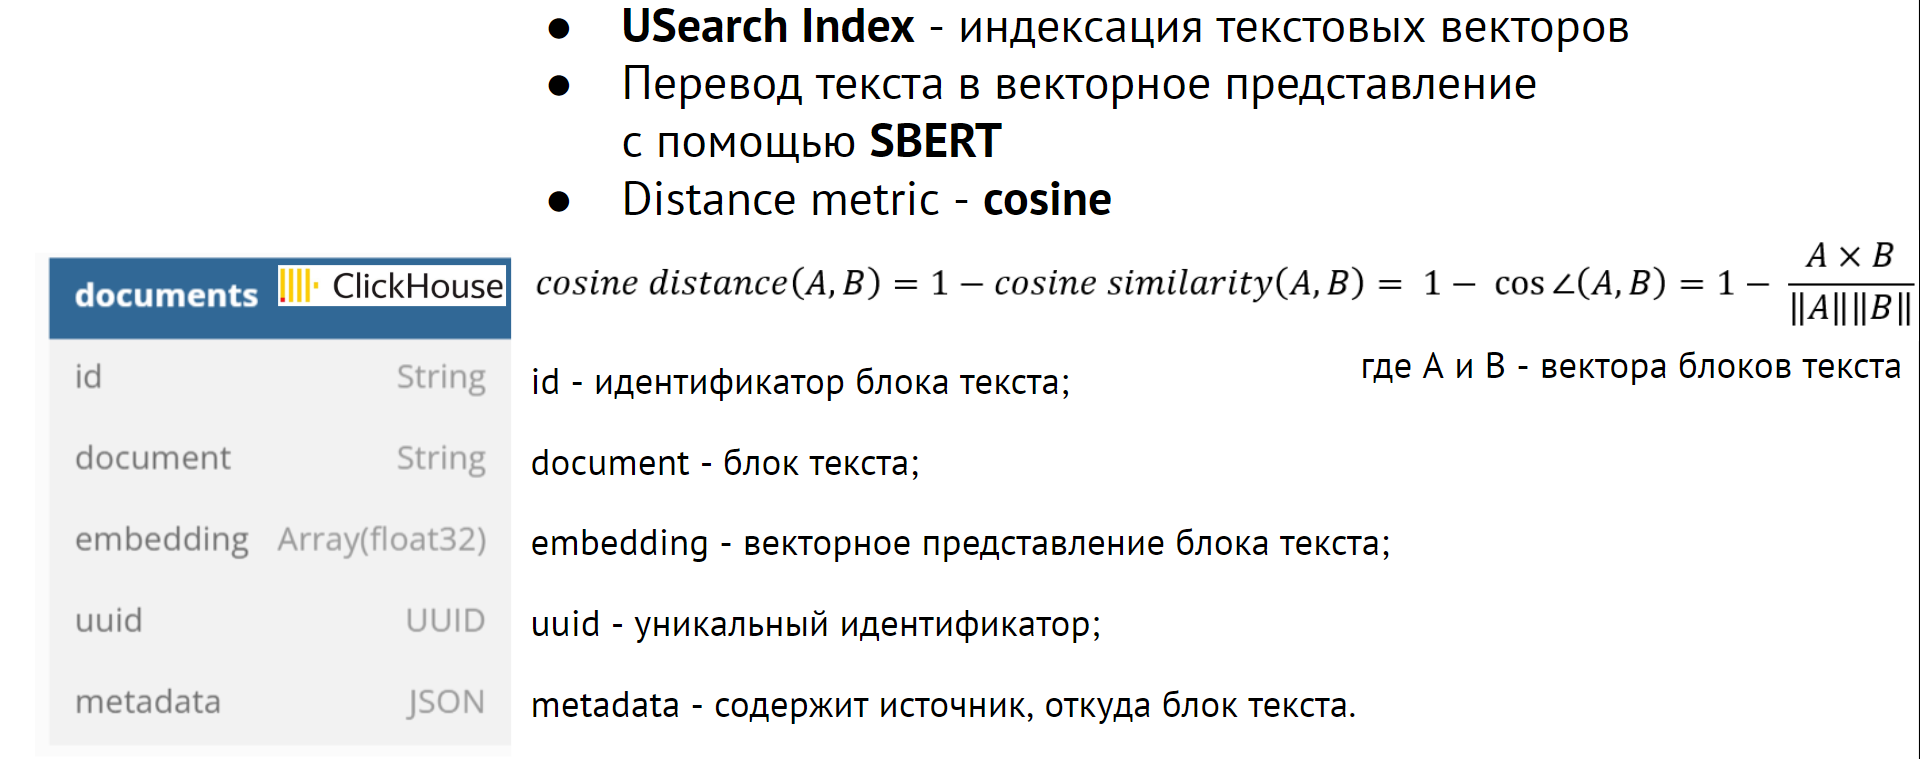 ● USearch Index - индексация текстовых векторов
● Перевод текста в векторное представление
с помощью SBERT
● Distance metric - cosine
documents ClickHouse
cosine distance(A, B) = 1 − cosine similarity(A, B) = 1 − cos ∠(A, B) = 1 − A × B / ‖A‖‖B‖
где A и B - вектора блоков текста
id String
id - идентификатор блока текста;
document String
document - блок текста;
embedding Array(float32)
embedding - векторное представление блока текста;
uuid UUID
uuid - уникальный идентификатор;
metadata JSON
metadata - содержит источник, откуда блок текста.